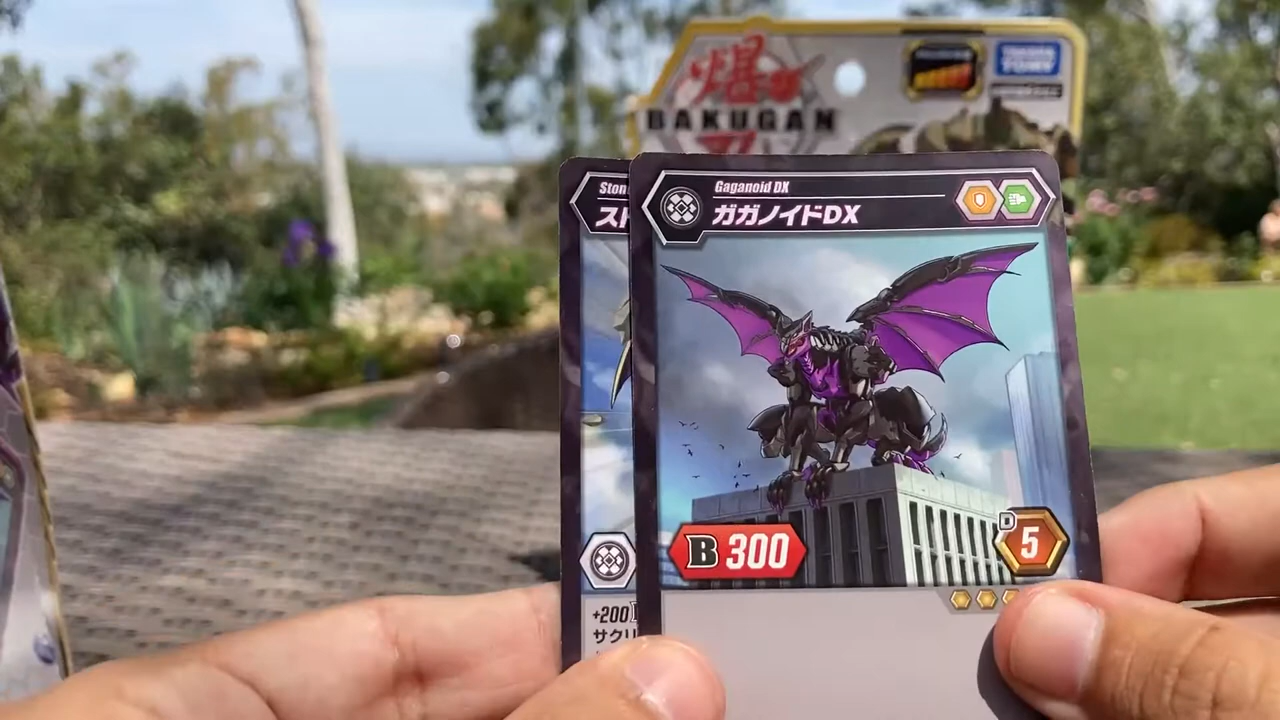 爆
BAKUGAN
TAKARA
TOMY
Ston
スト
Gaganoid DX
ガガノイドDX
B 300
D
5
+200
サクリ